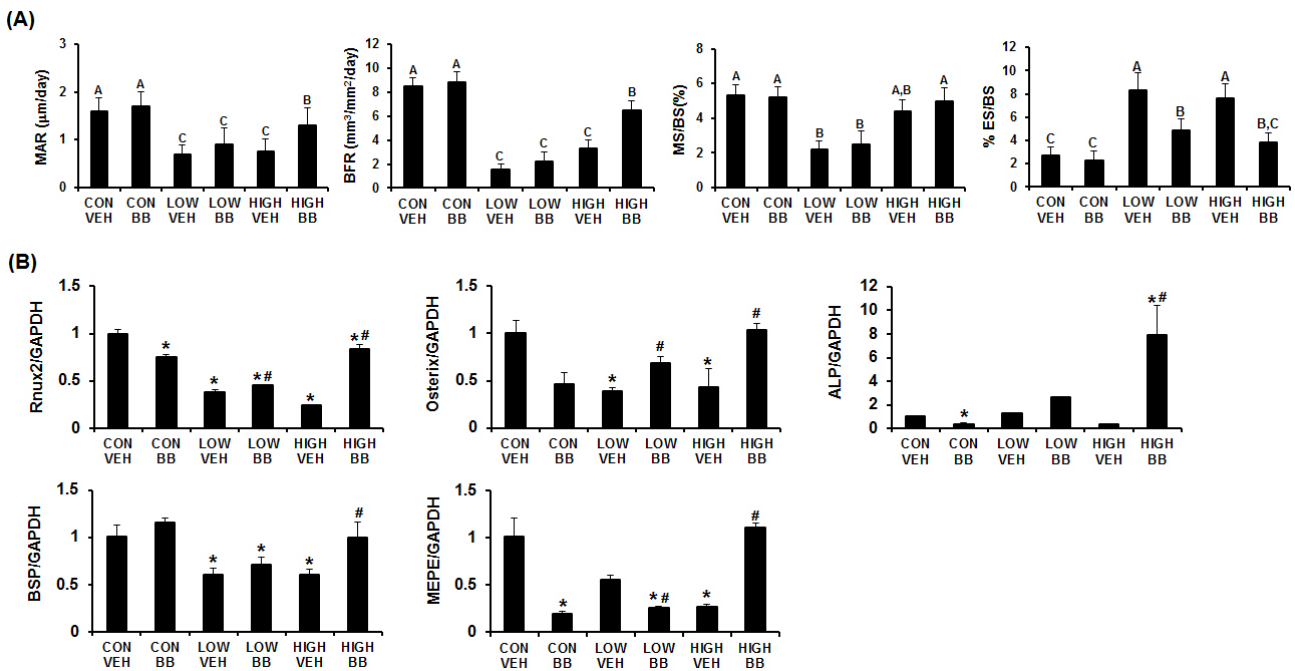 (A)
MAR (µm/day)
3
2
1
0
A
A
C
C
C
B
CON VEH
CON BB
LOW VEH
LOW BB
HIGH VEH
HIGH BB
BFR (mm³/mm²/day)
12
10
8
6
4
2
0
A
A
C
C
C
B
CON VEH
CON BB
LOW VEH
LOW BB
HIGH VEH
HIGH BB
MS/BS(%)
8
6
4
2
0
A
A
B
B
A,B
A
CON VEH
CON BB
LOW VEH
LOW BB
HIGH VEH
HIGH BB
% ES/BS
12
10
8
6
4
2
0
C
C
A
B
A
B,C
CON VEH
CON BB
LOW VEH
LOW BB
HIGH VEH
HIGH BB
(B)
Rnux2/GAPDH
1.5
1
0.5
0
*
*
*#
*
*#
CON VEH
CON BB
LOW VEH
LOW BB
HIGH VEH
HIGH BB
Osterix/GAPDH
1.5
1
0.5
0
*
#
*
#
CON VEH
CON BB
LOW VEH
LOW BB
HIGH VEH
HIGH BB
ALP/GAPDH
12
10
8
6
4
2
0
*
*#
CON VEH
CON BB
LOW VEH
LOW BB
HIGH VEH
HIGH BB
BSP/GAPDH
1.5
1
0.5
0
*
*
*
#
CON VEH
CON BB
LOW VEH
LOW BB
HIGH VEH
HIGH BB
MEPE/GAPDH
1.5
1
0.5
0
*
*#
*
#
CON VEH
CON BB
LOW VEH
LOW BB
HIGH VEH
HIGH BB